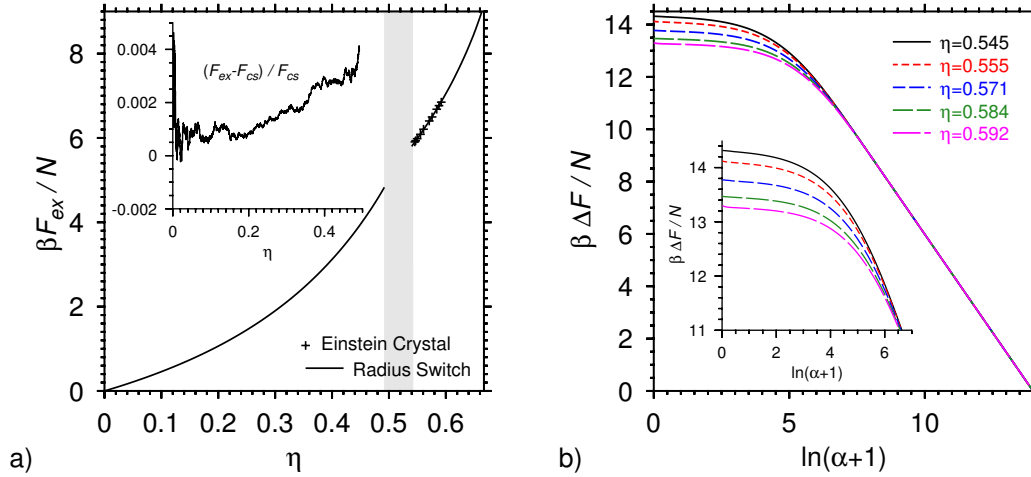 8
6
4
2
0
βF_ex / N
0 0.1 0.2 0.3 0.4 0.5 0.6
η
a)
0.004
0.002
0
-0.002
(F_ex-F_cs) / F_cs
0 0.2 0.4
η
+ Einstein Crystal
— Radius Switch
14
12
10
8
6
4
2
0
β ΔF / N
0 5 10
ln(α+1)
b)
η=0.545
η=0.555
η=0.571
η=0.584
η=0.592
14
13
12
11
β ΔF / N
0 2 4 6
ln(α+1)